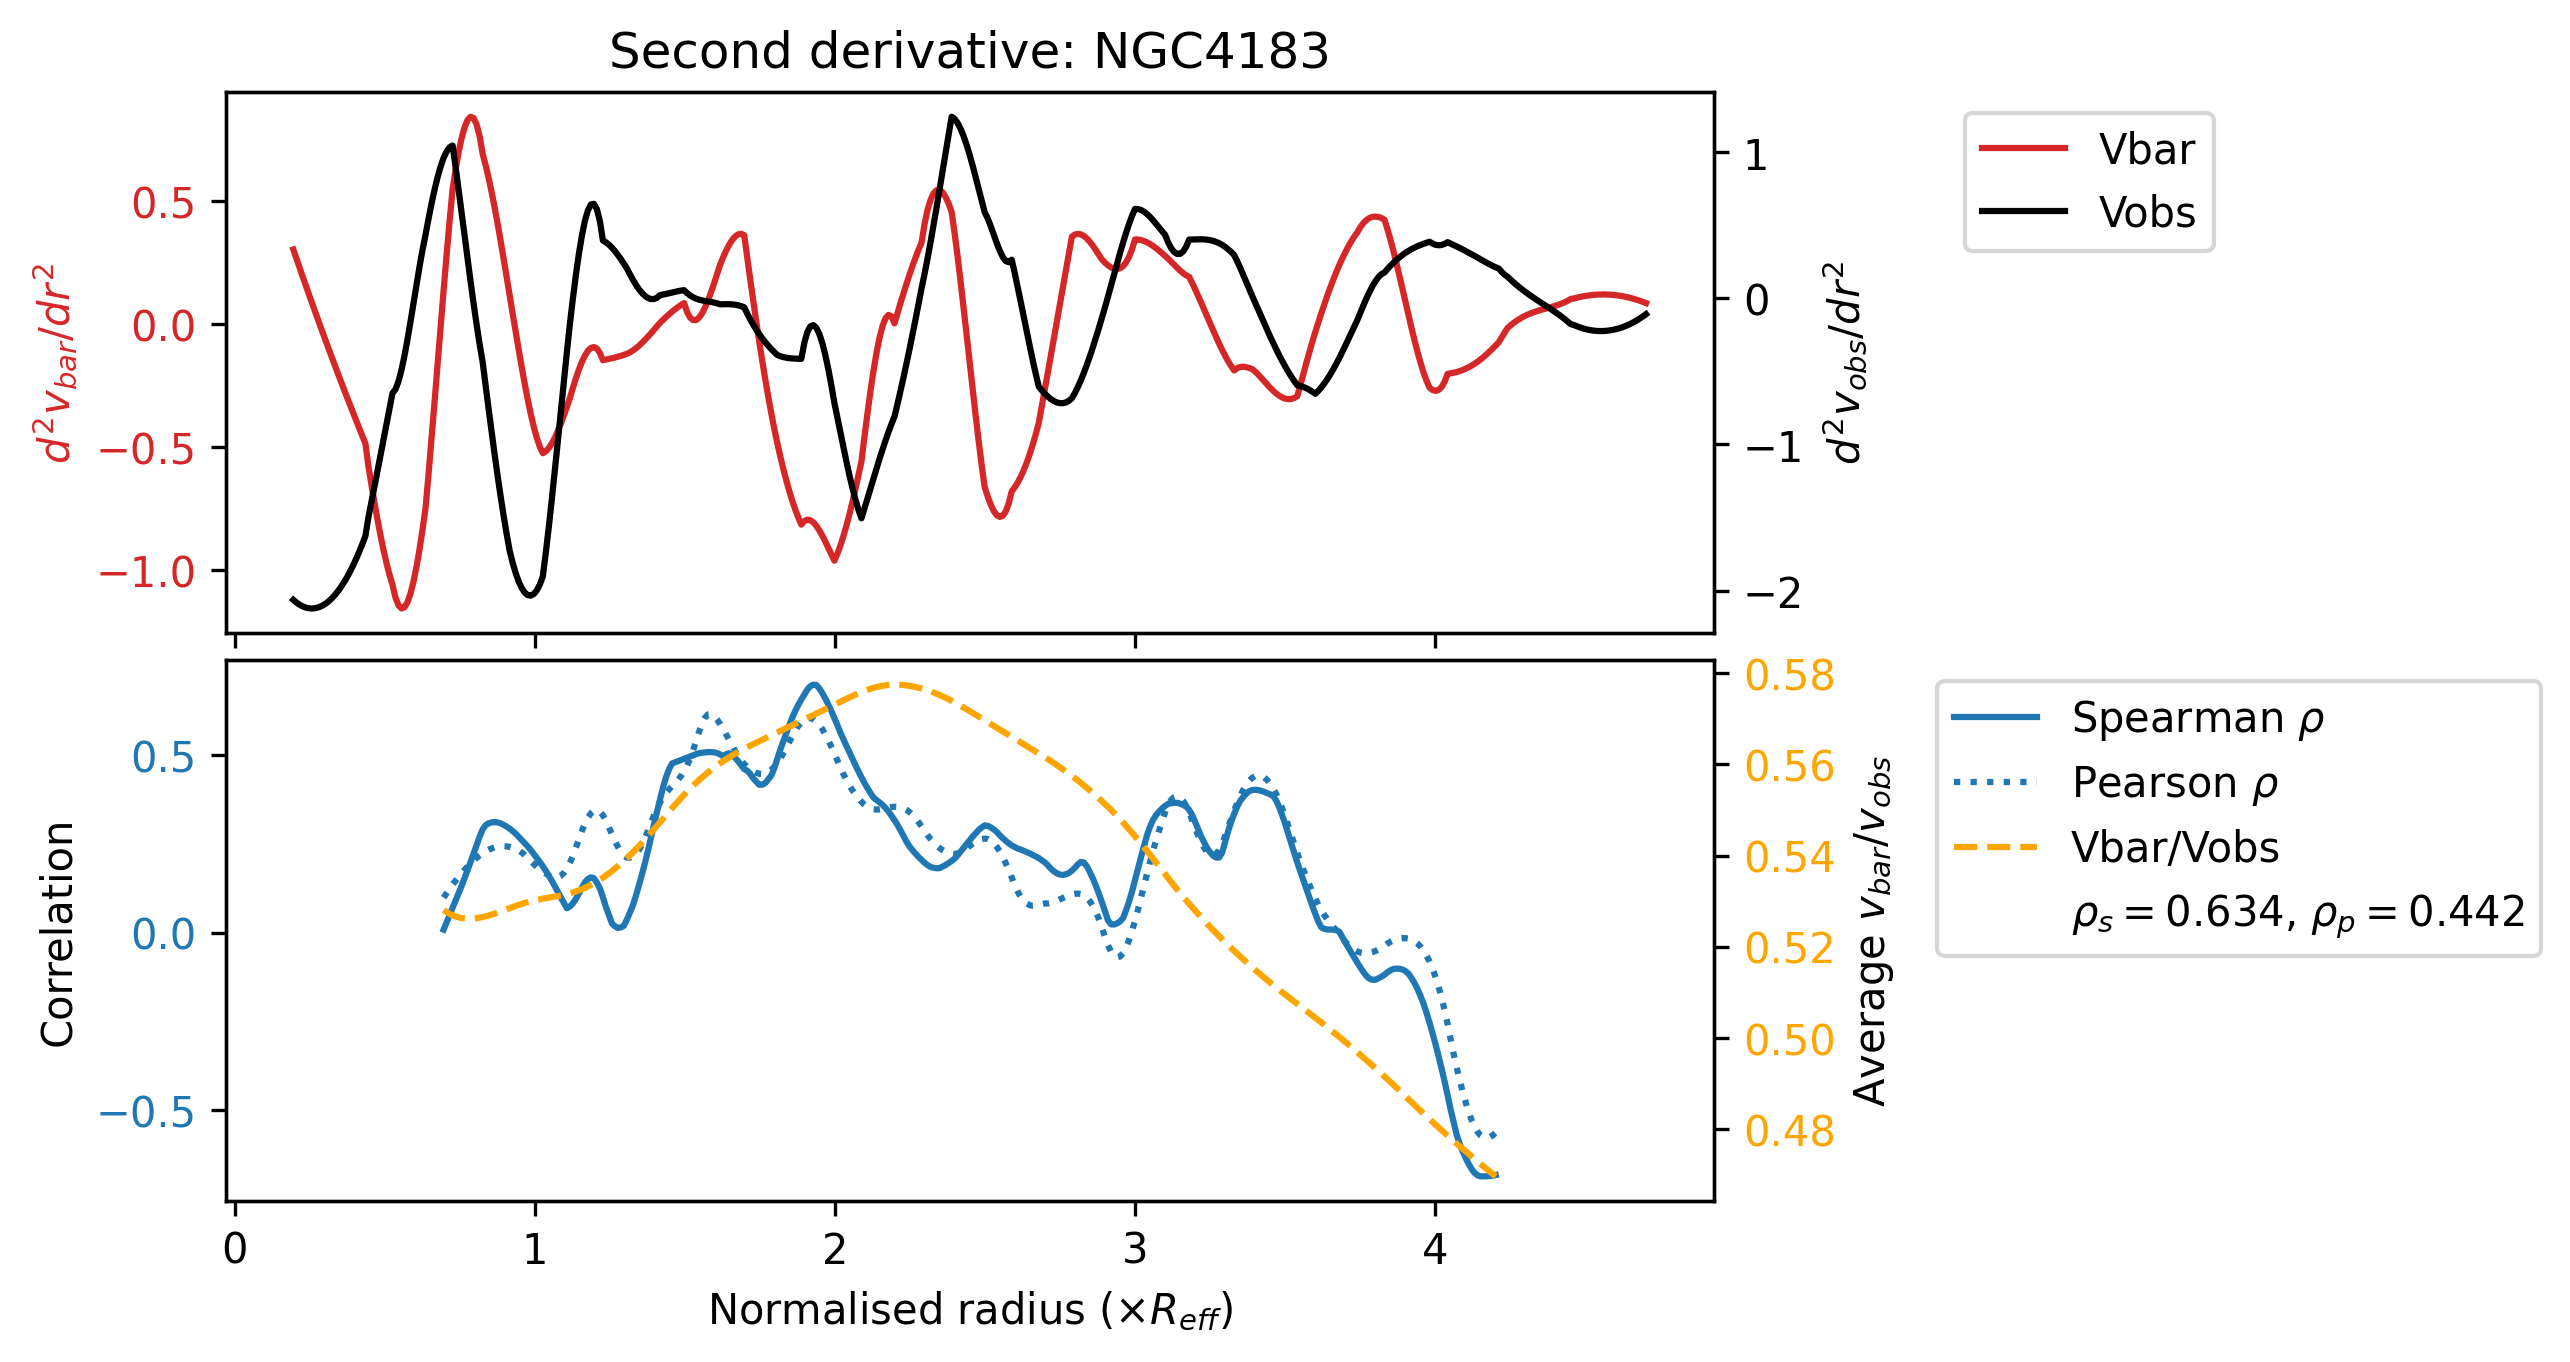 Second derivative: NGC4183
0.5
0.0
−0.5
−1.0
d²v_bar/dr²
1
0
−1
−2
d²v_obs/dr²
Vbar
Vobs
0.5
0.0
−0.5
Correlation
0.58
0.56
0.54
0.52
0.50
0.48
Average v_bar/v_obs
Spearman ρ
Pearson ρ
Vbar/Vobs
ρ_s = 0.634, ρ_p = 0.442
0 1 2 3 4
Normalised radius (×R_eff)